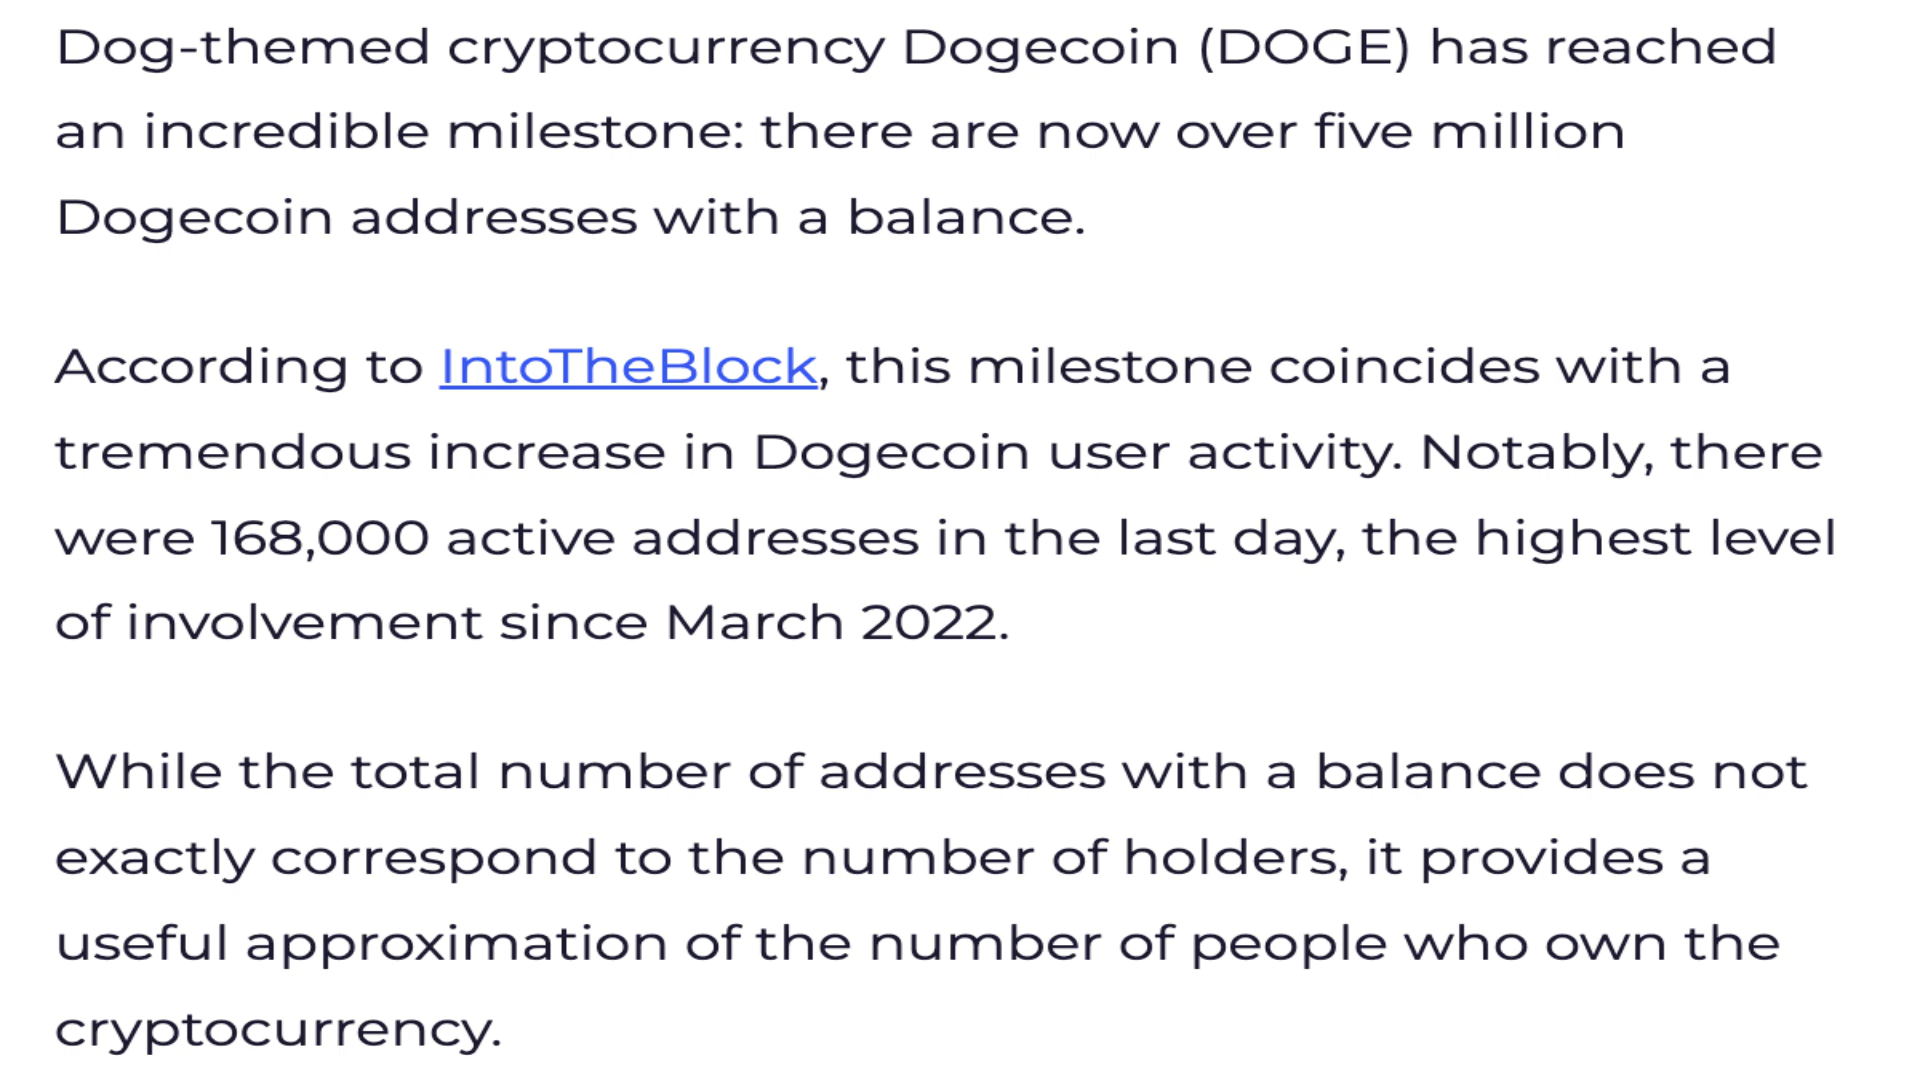 Dog-themed cryptocurrency Dogecoin (DOGE) has reached
an incredible milestone: there are now over five million
Dogecoin addresses with a balance.
According to IntoTheBlock, this milestone coincides with a
tremendous increase in Dogecoin user activity. Notably, there
were 168,000 active addresses in the last day, the highest level
of involvement since March 2022.
While the total number of addresses with a balance does not
exactly correspond to the number of holders, it provides a
useful approximation of the number of people who own the
cryptocurrency.